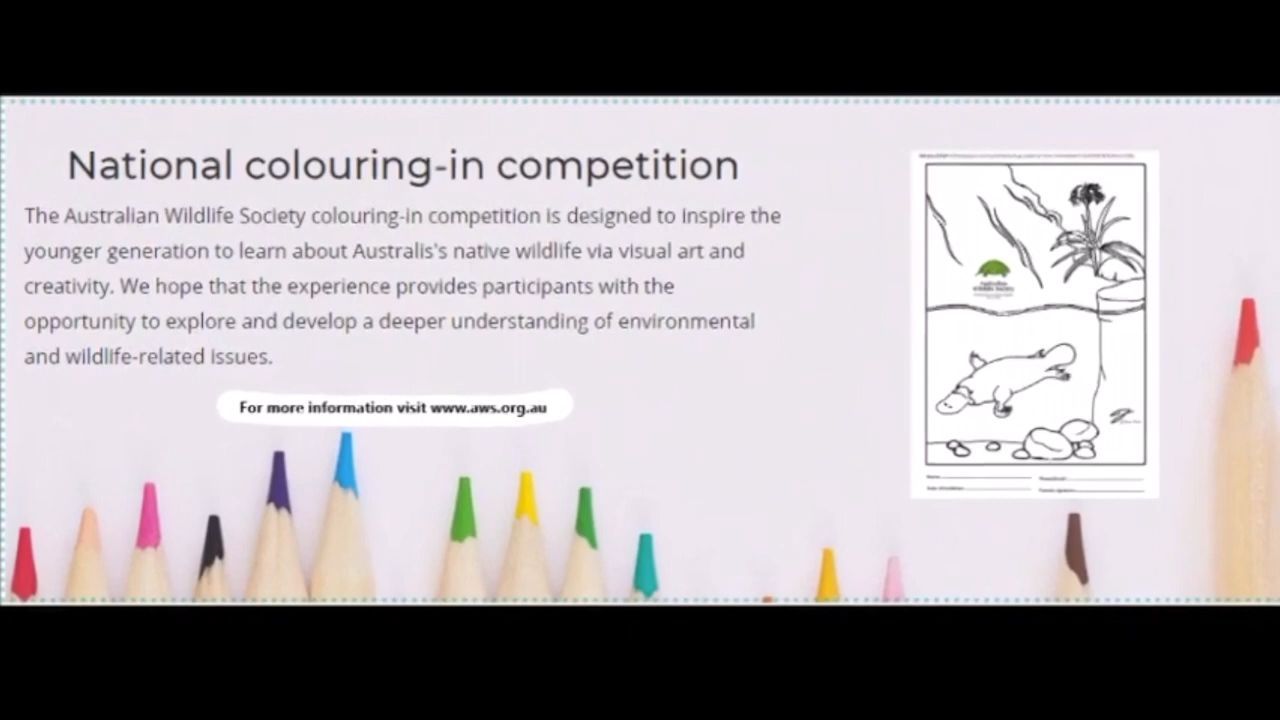 National colouring-in competition
The Australian Wildlife Society colouring-in competition is designed to inspire the
younger generation to learn about Australis's native wildlife via visual art and
creativity. We hope that the experience provides participants with the
opportunity to explore and develop a deeper understanding of environmental
and wildlife-related issues.
For more information visit www.aws.org.au